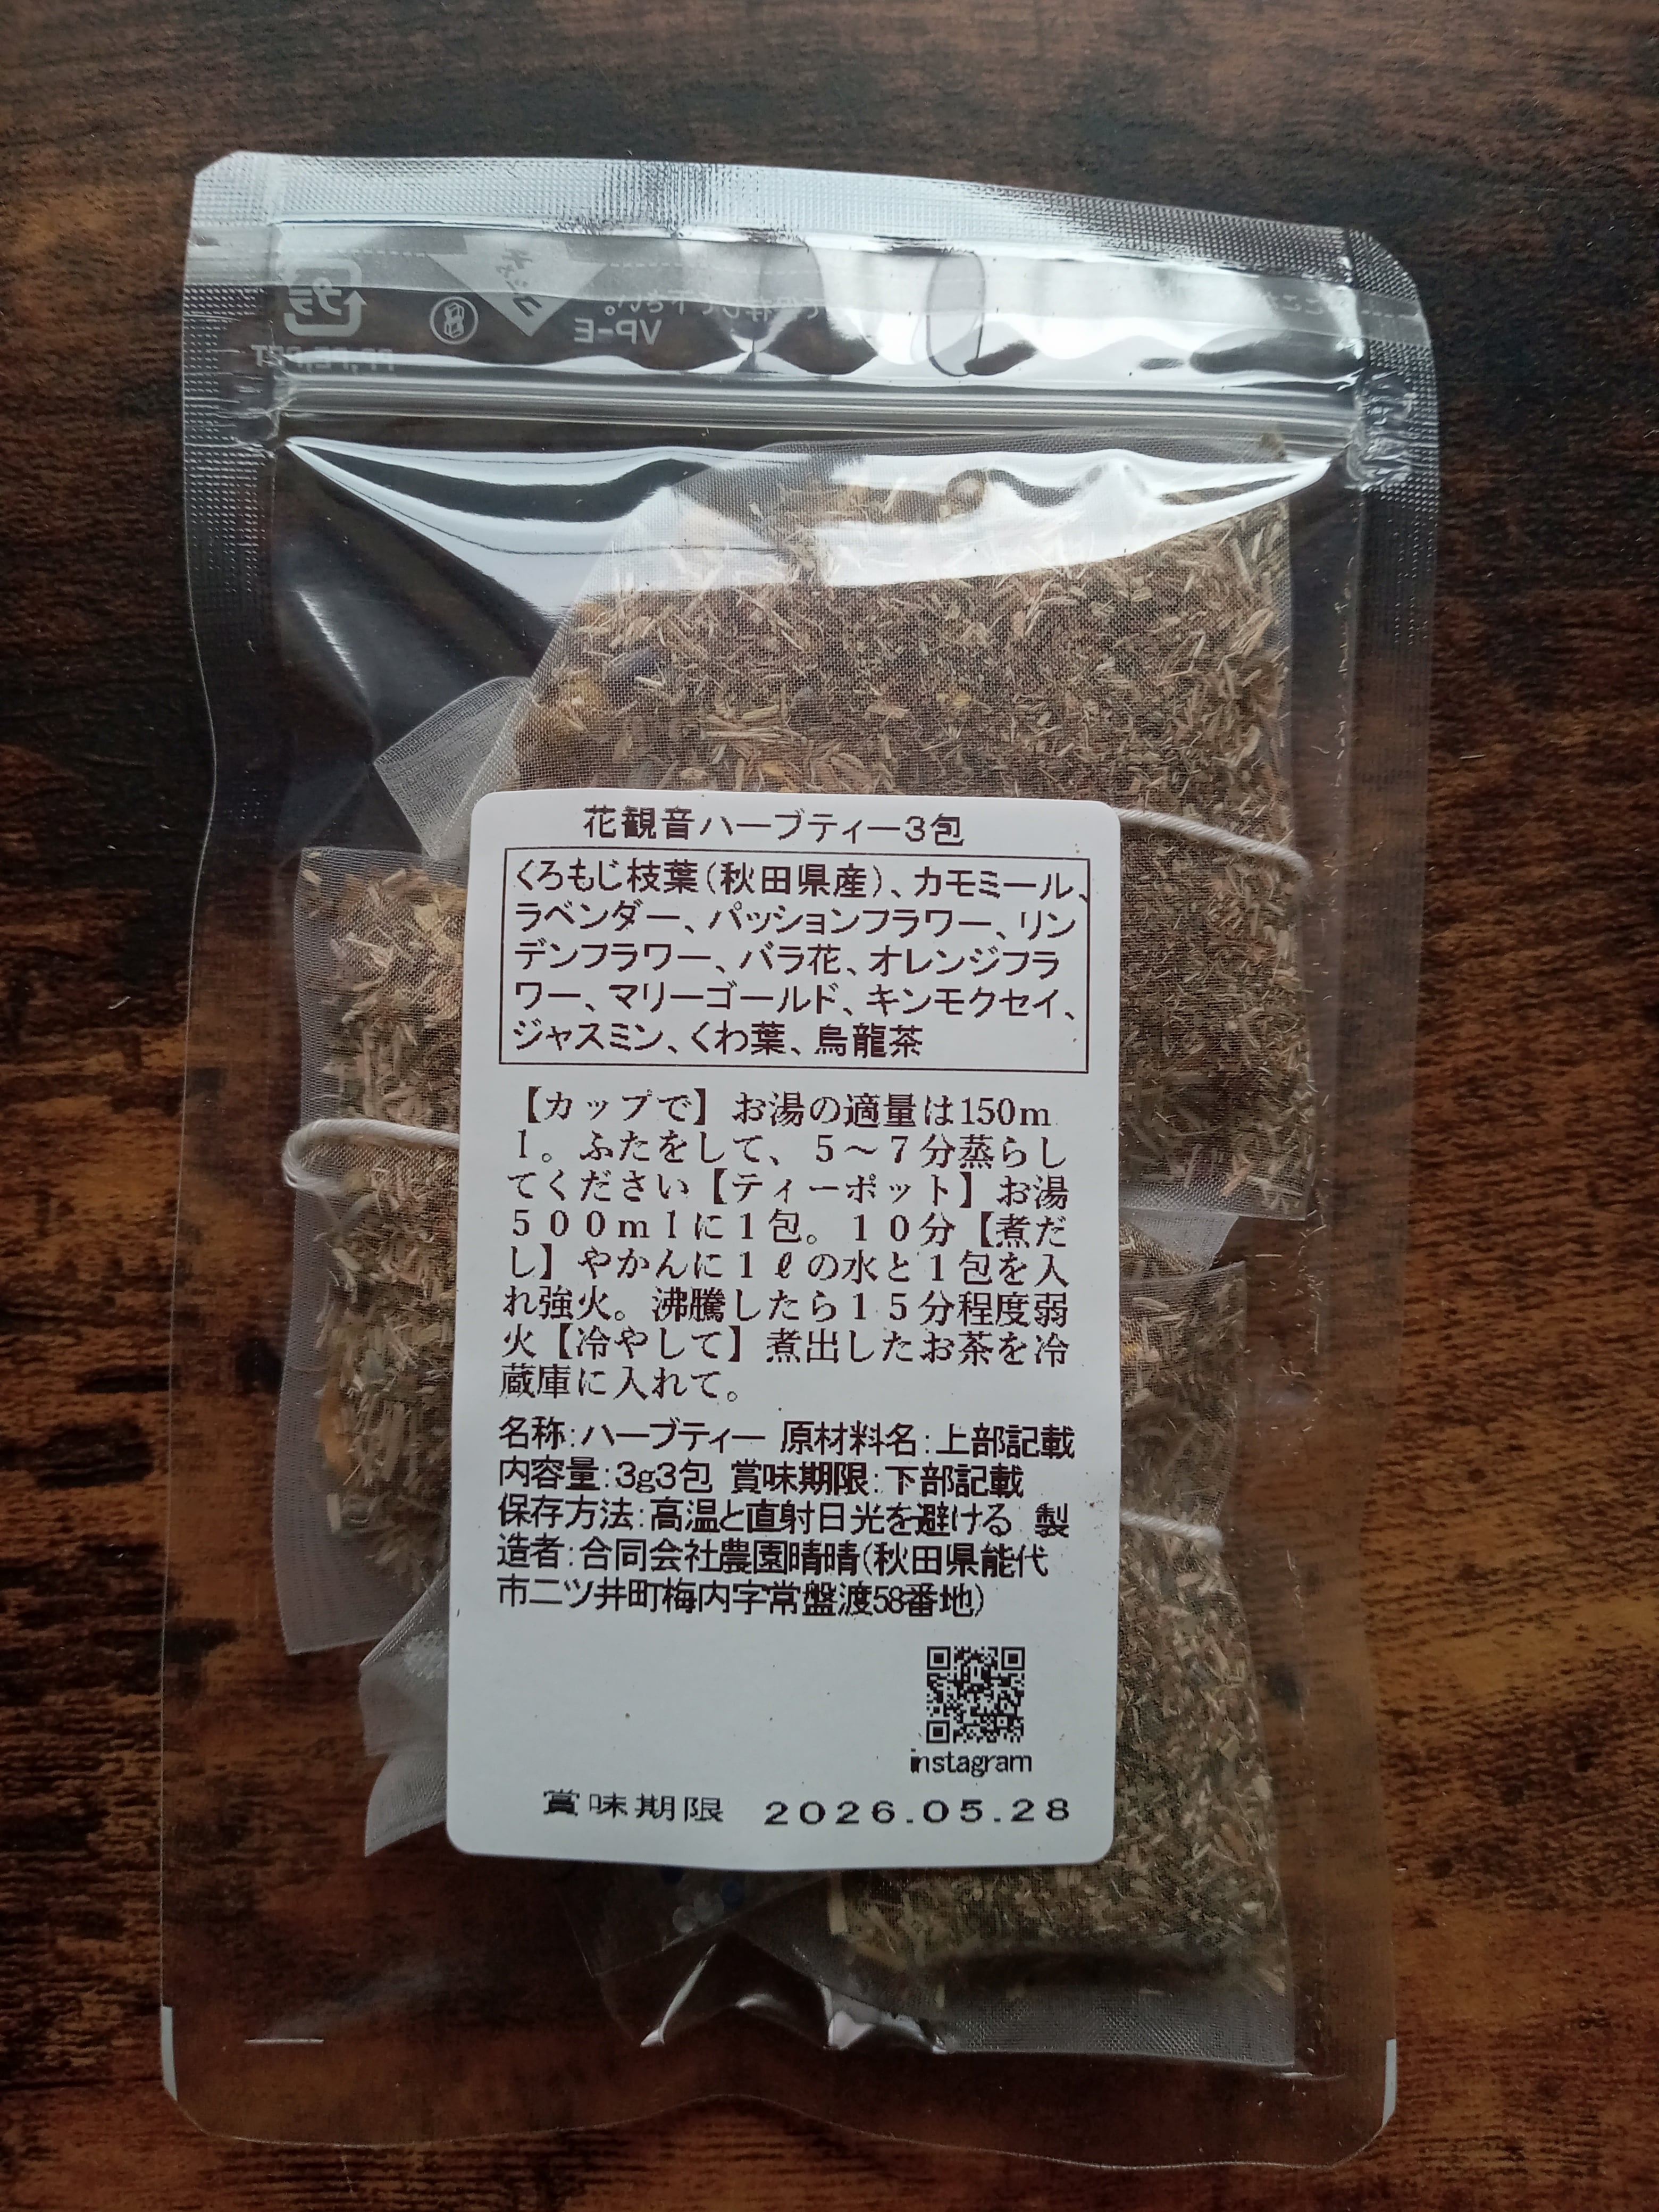 チャック
プラ
VP-E
PP,PE,PET
花観音ハーブティー3包
くろもじ枝葉(秋田県産)、カモミール、
ラベンダー、パッションフラワー、リン
デンフラワー、バラ花、オレンジフラ
ワー、マリーゴールド、キンモクセイ、
ジャスミン、くわ葉、烏龍茶
【カップで】お湯の適量は150m
l。ふたをして、５～７分蒸らし
てください【ティーポット】お湯
５００ｍｌに１包。１０分【煮だ
し】やかんに１ℓの水と１包を入
れ強火。沸騰したら１５分程度弱
火【冷やして】煮出したお茶を冷
蔵庫に入れて。
名称:ハーブティー 原材料名:上部記載
内容量:3g3包 賞味期限:下部記載
保存方法:高温と直射日光を避ける 製
造者:合同会社農園晴晴(秋田県能代
市二ツ井町梅内字常盤渡58番地)
instagram
賞味期限 2026.05.28